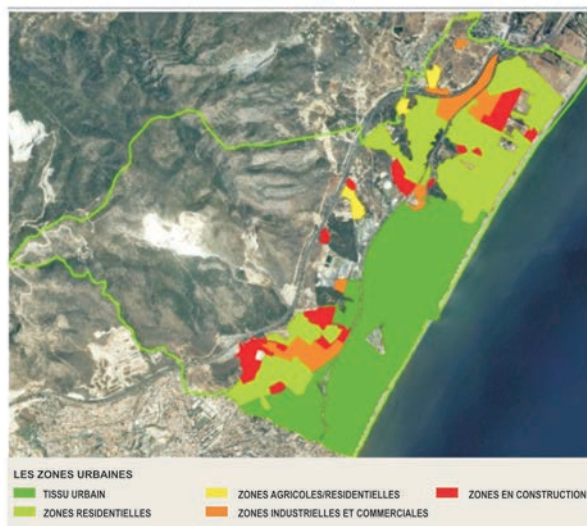 LES ZONES URBAINES
TISSU URBAIN
ZONES AGRICOLES/RESIDENTIELLES
ZONES EN CONSTRUCTION
ZONES RESIDENTIELLES
ZONES INDUSTRIELLES ET COMMERCIALES